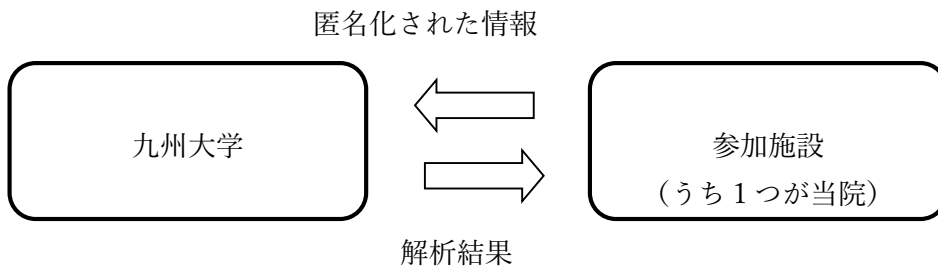 匿名化された情報
九州大学
参加施設
（うち１つが当院）
解析結果